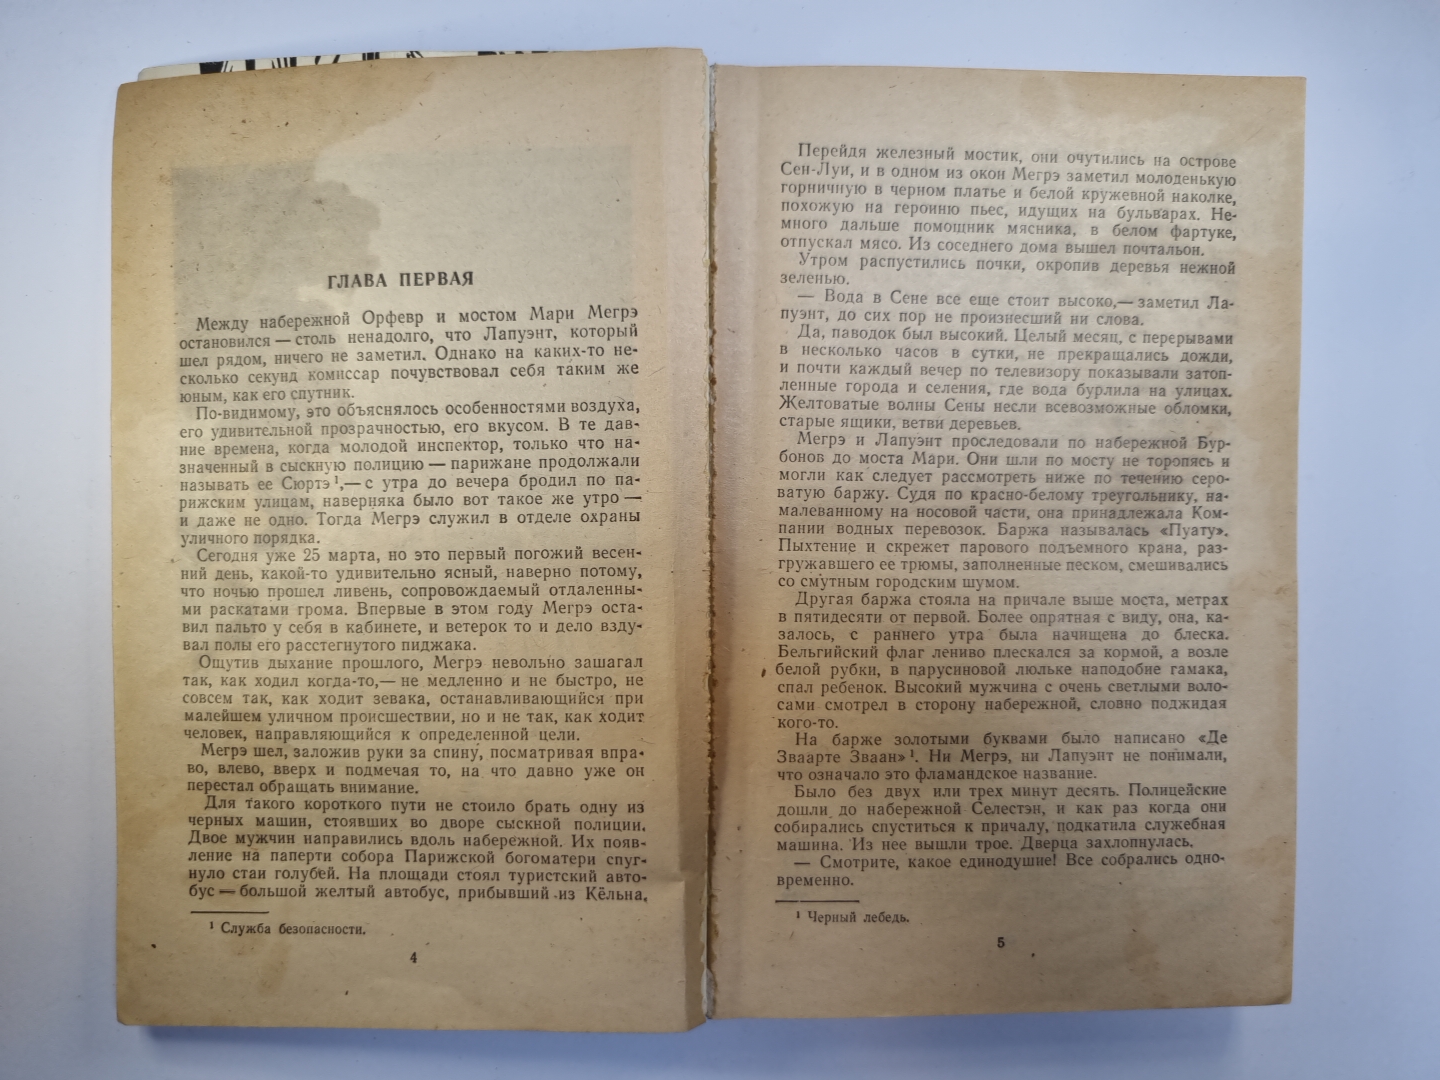 ГЛАВА ПЕРВАЯ
Между набережной Орфевр и мостом Мари Мегрэ
остановился — столь ненадолго, что Лапуэнт, который
шел рядом, ничего не заметил. Однако на каких-то не-
сколько секунд комиссар почувствовал себя таким же
юным, как его спутник.
По-видимому, это объяснялось особенностями воздуха,
его удивительной прозрачностью, его вкусом. В те дав-
ние времена, когда молодой инспектор, только что на-
значенный в сыскную полицию — парижане продолжали
называть ее Сюртэ¹,— с утра до вечера бродил по па-
рижским улицам, наверняка было вот такое же утро —
и даже не одно. Тогда Мегрэ служил в отделе охраны
уличного порядка.
Сегодня уже 25 марта, но это первый погожий весен-
ний день, какой-то удивительно ясный, наверно потому,
что ночью прошел ливень, сопровождаемый отдаленны-
ми раскатами грома. Впервые в этом году Мегрэ оста-
вил пальто у себя в кабинете, и ветерок то и дело взду-
вал полы его расстегнутого пиджака.
Ощутив дыхание прошлого, Мегрэ невольно зашагал
так, как ходил когда-то,— не медленно и не быстро, не
совсем так, как ходит зевака, останавливающийся при
малейшем уличном происшествии, но и не так, как ходит
человек, направляющийся к определенной цели.
Мегрэ шел, заложив руки за спину, посматривая впра-
во, влево, вверх и подмечая то, на что давно уже он
перестал обращать внимание.
Для такого короткого пути не стоило брать одну из
черных машин, стоявших во дворе сыскной полиции.
Двое мужчин направились вдоль набережной. Их появ-
ление на паперти собора Парижской богоматери спуг-
нуло стаи голубей. На площади стоял туристский авто-
бус — большой желтый автобус, прибывший из Кёльна.
¹ Служба безопасности.
4
Перейдя железный мостик, они очутились на острове
Сен-Луи, и в одном из окон Мегрэ заметил молоденькую
горничную в черном платье и белой кружевной наколке,
похожую на героиню пьес, идущих на бульварах. Не-
много дальше помощник мясника, в белом фартуке,
отпускал мясо. Из соседнего дома вышел почтальон.
Утром распустились почки, окропив деревья нежной
зеленью.
— Вода в Сене все еще стоит высоко,— заметил Ла-
пуэнт, до сих пор не произнесший ни слова.
Да, паводок был высокий. Целый месяц, с перерывами
в несколько часов в сутки, не прекращались дожди,
и почти каждый вечер по телевизору показывали затоп-
ленные города и селения, где вода бурлила на улицах.
Желтоватые волны Сены несли всевозможные обломки,
старые ящики, ветви деревьев.
Мегрэ и Лапуэнт проследовали по набережной Бур-
бонов до моста Мари. Они шли по мосту не торопясь и
могли как следует рассмотреть ниже по течению серо-
ватую баржу. Судя по красно-белому треугольнику, на-
малеванному на носовой части, она принадлежала Ком-
пании водных перевозок. Баржа называлась «Пуату».
Пыхтение и скрежет парового подъемного крана, раз-
гружавшего ее трюмы, заполненные песком, смешивались
со смутным городским шумом.
Другая баржа стояла на причале выше моста, метрах
в пятидесяти от первой. Более опрятная с виду, она, ка-
залось, с раннего утра была начищена до блеска.
Бельгийский флаг лениво плескался за кормой, а возле
белой рубки, в парусиновой люльке наподобие гамака,
спал ребенок. Высокий мужчина с очень светлыми воло-
сами смотрел в сторону набережной, словно поджидая
кого-то.
На барже золотыми буквами было написано «Де
Зваарте Зваан»¹. Ни Мегрэ, ни Лапуэнт не понимали,
что означало это фламандское название.
Было без двух или трех минут десять. Полицейские
дошли до набережной Селестэн, и как раз когда они
собирались спуститься к причалу, подкатила служебная
машина. Из нее вышли трое. Дверца захлопнулась.
— Смотрите, какое единодушие! Все собрались одно-
временно.
¹ Черный лебедь.
5